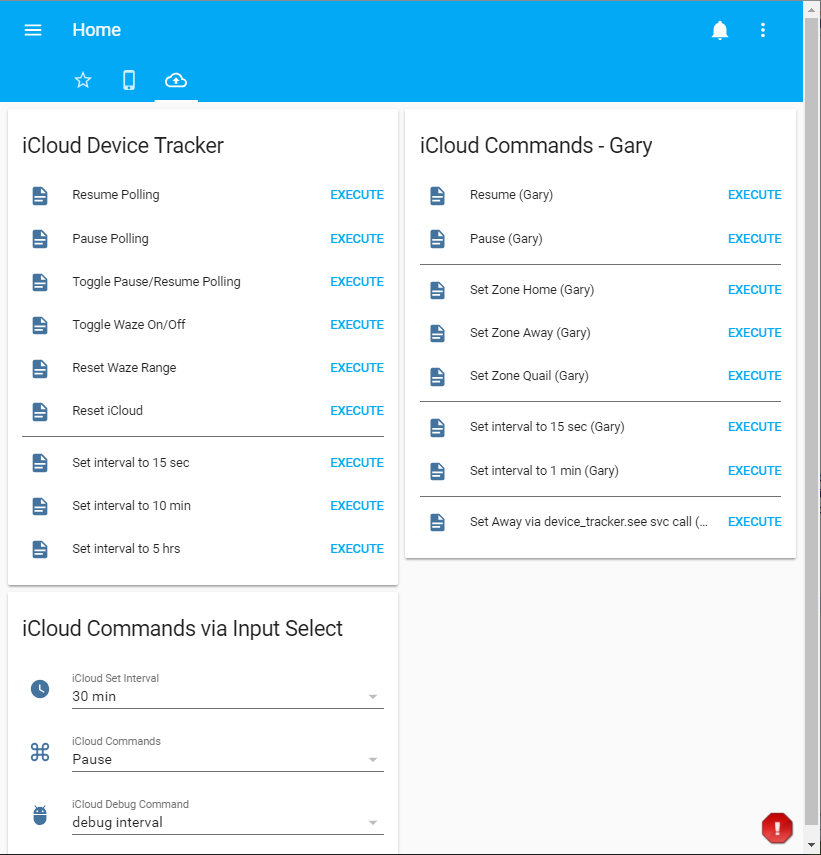 Home
iCloud Device Tracker
Resume Polling EXECUTE
Pause Polling EXECUTE
Toggle Pause/Resume Polling EXECUTE
Toggle Waze On/Off EXECUTE
Reset Waze Range EXECUTE
Reset iCloud EXECUTE
Set interval to 15 sec EXECUTE
Set interval to 10 min EXECUTE
Set interval to 5 hrs EXECUTE
iCloud Commands - Gary
Resume (Gary) EXECUTE
Pause (Gary) EXECUTE
Set Zone Home (Gary) EXECUTE
Set Zone Away (Gary) EXECUTE
Set Zone Quail (Gary) EXECUTE
Set interval to 15 sec (Gary) EXECUTE
Set interval to 1 min (Gary) EXECUTE
Set Away via device_tracker.see svc call (... EXECUTE
iCloud Commands via Input Select
iCloud Set Interval
30 min
iCloud Commands
Pause
iCloud Debug Command
debug interval